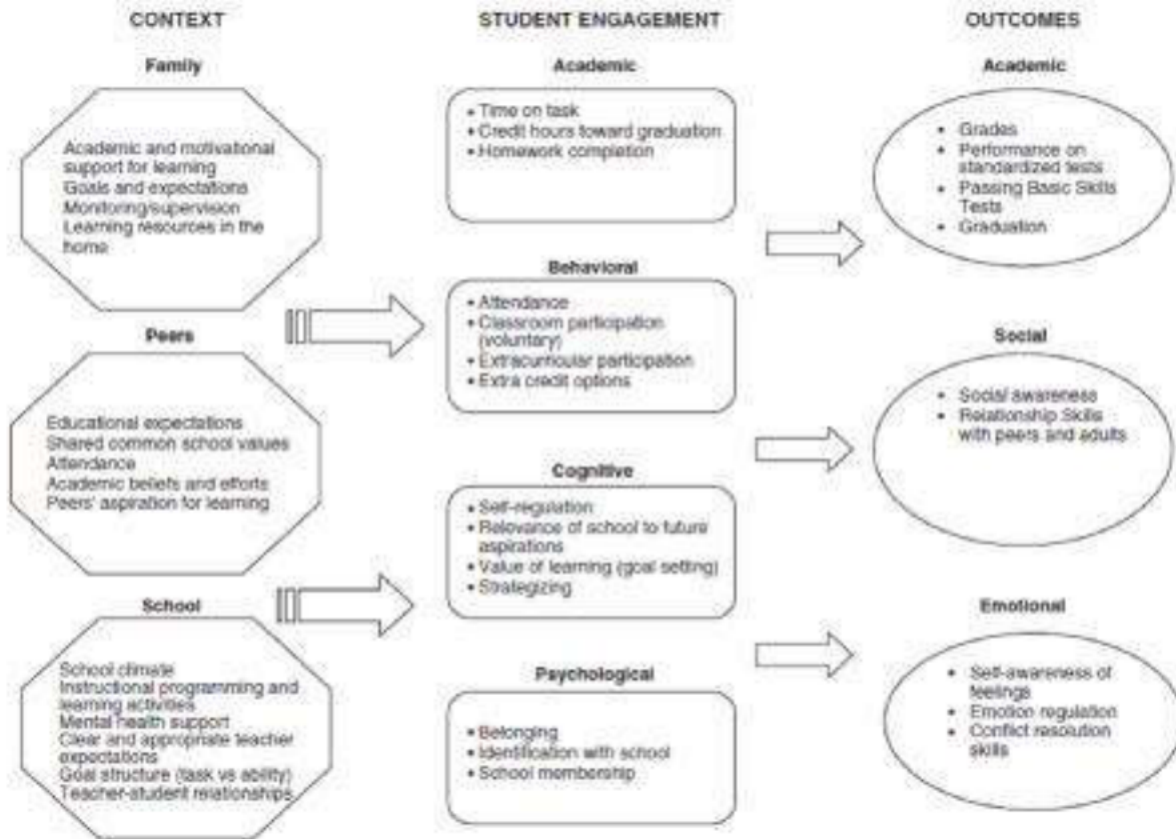 CONTEXT
Family
Academic and motivational
support for learning
Goals and expectations
Monitoring/supervision
Learning resources in the
home
Peers
Educational expectations
Shared common school values
Attendance
Academic beliefs and efforts
Peers' aspiration for learning
School
School climate
Instructional programming and
learning activities
Mental health support
Clear and appropriate teacher
expectations
Goal structure (task vs ability)
Teacher-student relationships
STUDENT ENGAGEMENT
Academic
• Time on task
• Credit hours toward graduation
• Homework completion
Behavioral
• Attendance
• Classroom participation
(voluntary)
• Extracurricular participation
• Extra credit options
Cognitive
• Self-regulation
• Relevance of school to future
aspirations
• Value of learning (goal setting)
• Strategizing
Psychological
• Belonging
• Identification with school
• School membership
OUTCOMES
Academic
• Grades
• Performance on
standardized tests
• Passing Basic Skills
Tests
• Graduation
Social
• Social awareness
• Relationship Skills
with peers and adults
Emotional
• Self-awareness of
feelings
• Emotion regulation
• Conflict resolution
skills